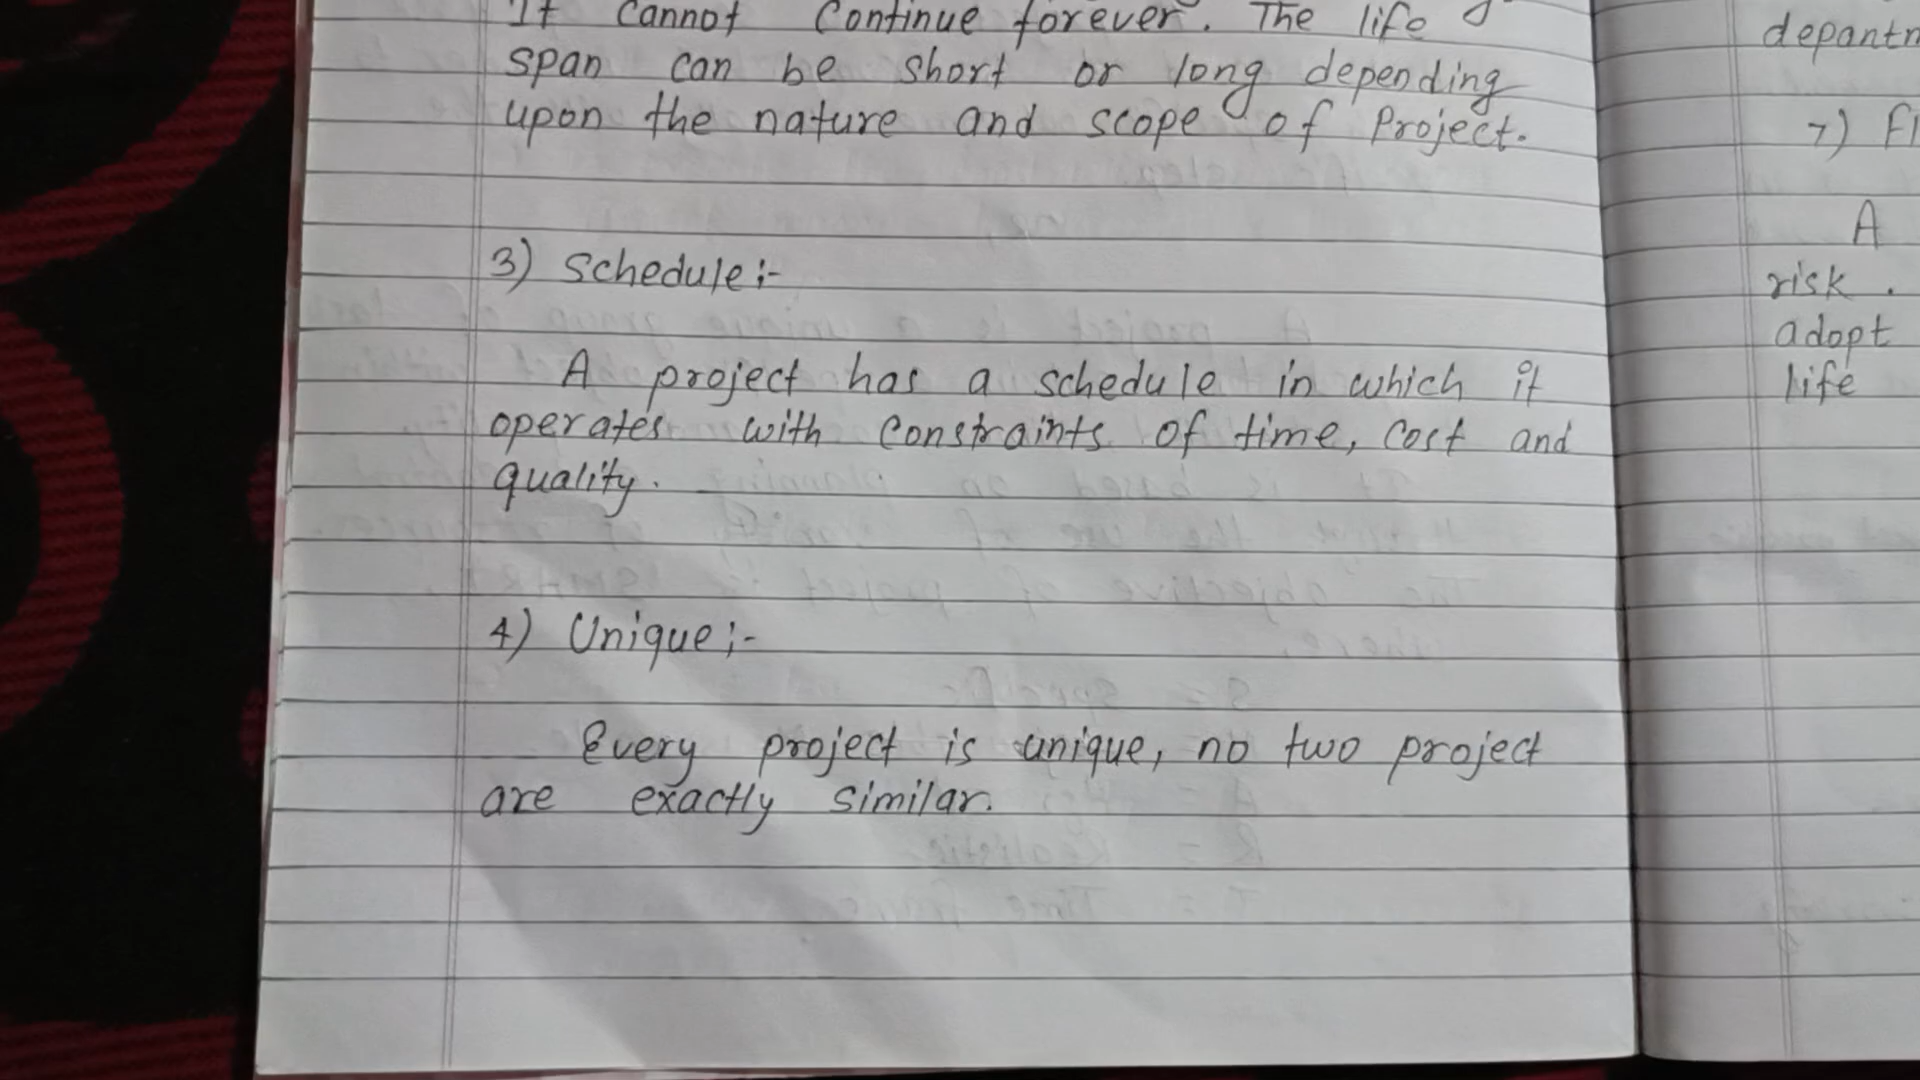 It cannot continue forever. The life
span can be short or long depending
upon the nature and scope of Project.
3) Schedule :-
A project has a schedule in which it
operates with constraints of time, cost and
quality.
4) Unique ;-
Every project is unique, no two project
are exactly similar.
7)
A
risk.
adopt
life